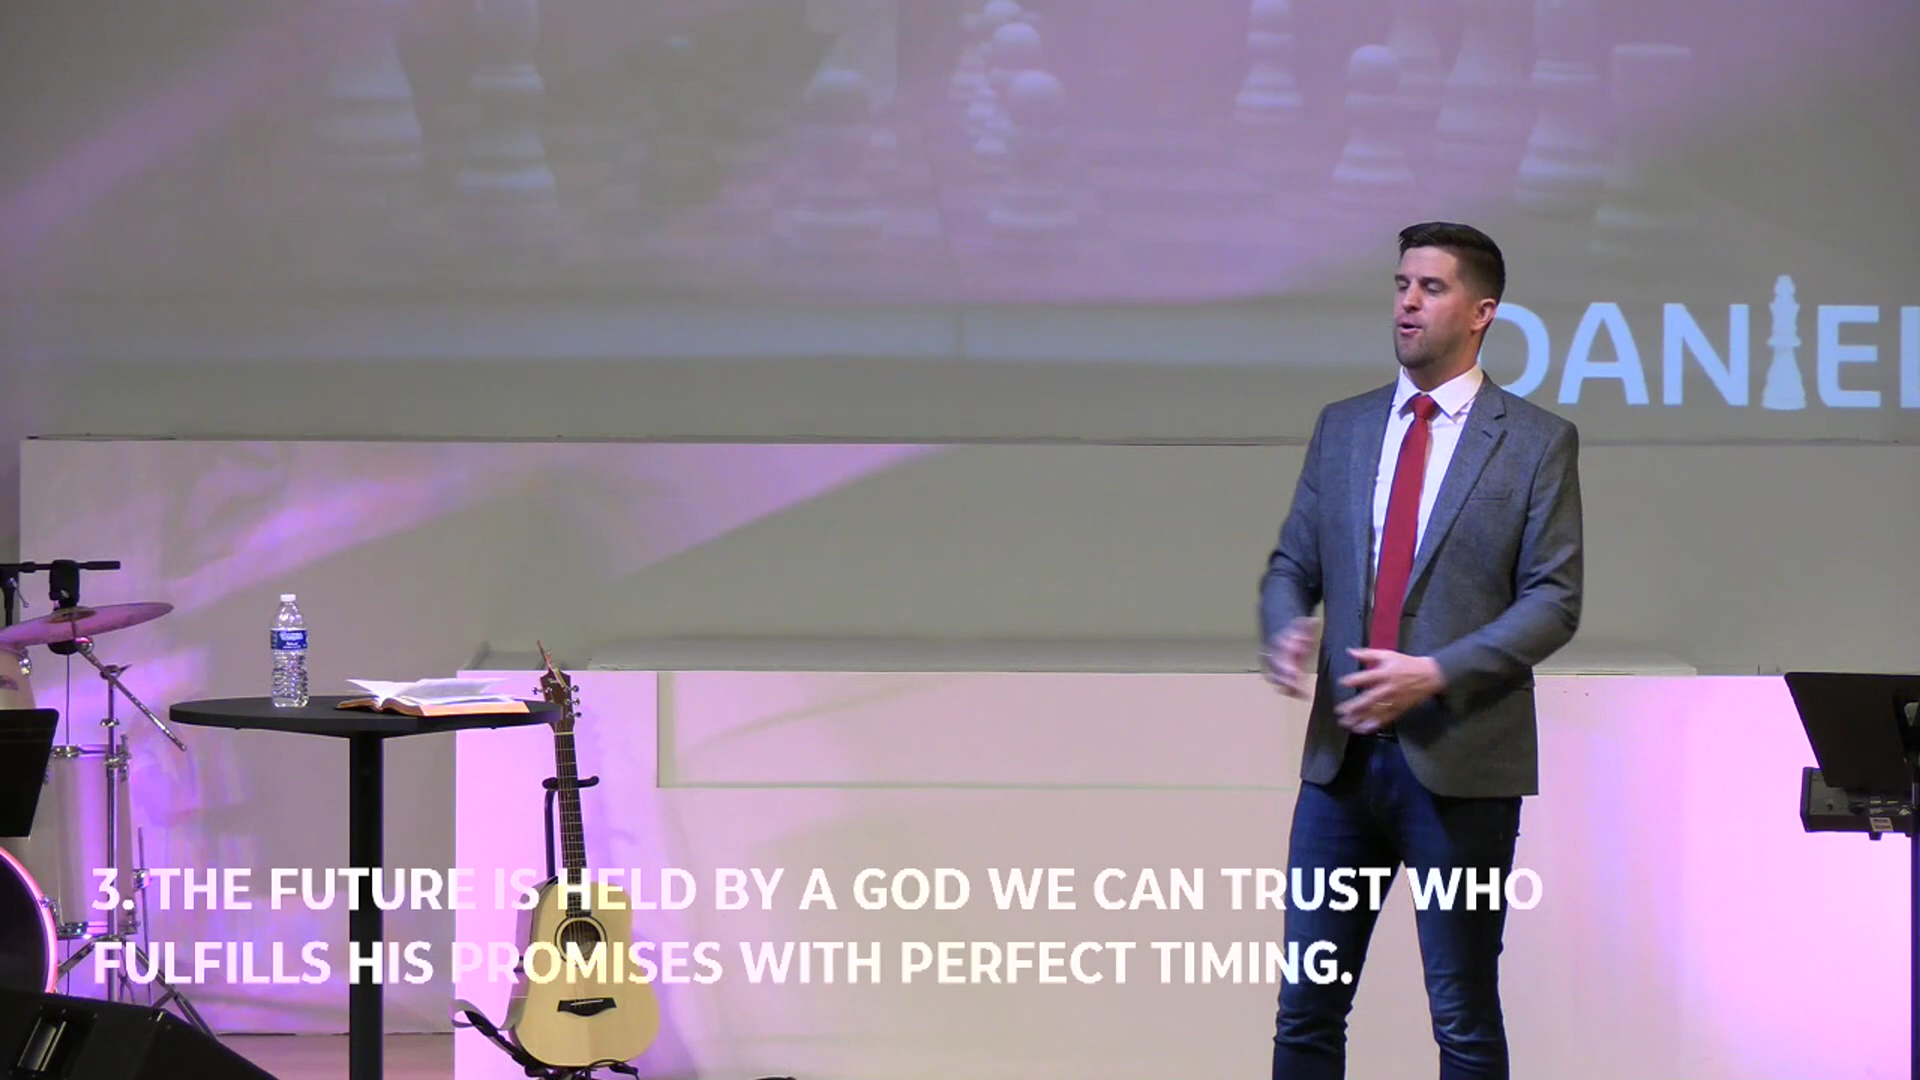 DANIEL
3. THE FUTURE IS HELD BY A GOD WE CAN TRUST WHO
FULFILLS HIS PROMISES WITH PERFECT TIMING.